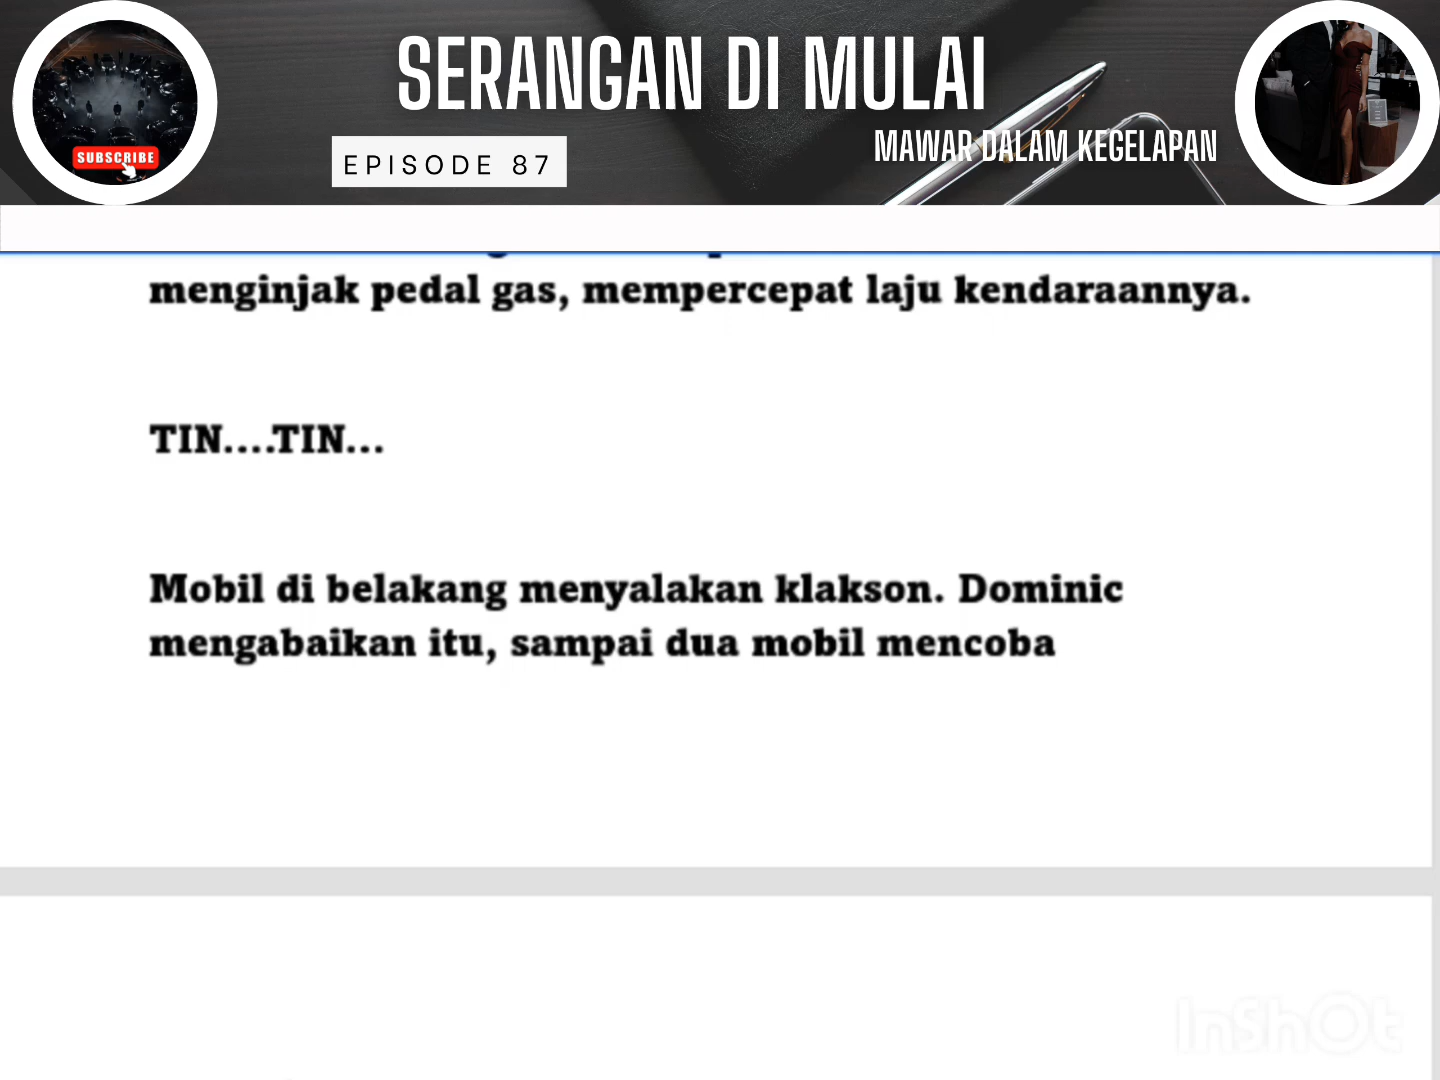 SERANGAN DI MULAI
MAWAR DALAM KEGELAPAN
EPISODE 87
SUBSCRIBE
menginjak pedal gas, mempercepat laju kendaraannya.
TIN....TIN...
Mobil di belakang menyalakan klakson. Dominic
mengabaikan itu, sampai dua mobil mencoba
InShOt